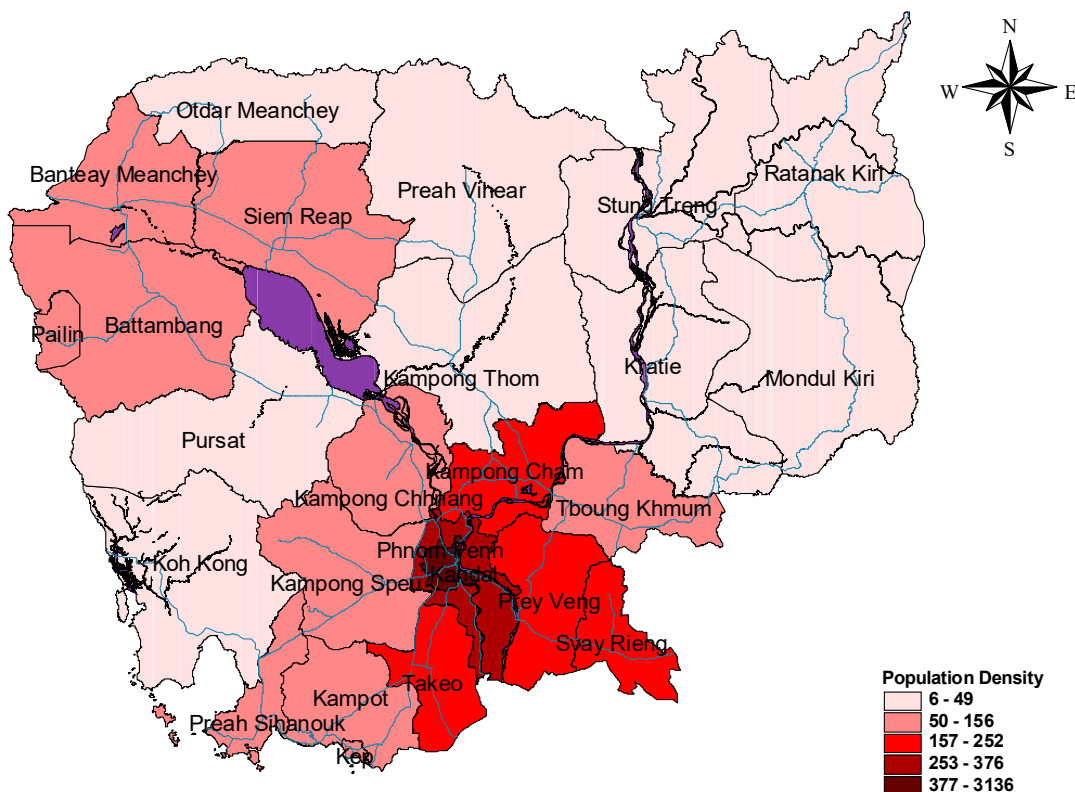 N
W E
S
Otdar Meanchey
Banteay Meanchey
Ratanak Kiri
Preah Vihear
Stung Treng
Siem Reap
Battambang
Pailin
Kratie
Kampong Thom
Mondul Kiri
Pursat
Kampong Cham
Kampong Chhnang
Tboung Khmum
Phnom Penh
Koh Kong
Kandal
Kampong Speu
Prey Veng
Svay Rieng
Takeo
Kampot
Preah Sihanouk
Kep
Population Density
6 - 49
50 - 156
157 - 252
253 - 376
377 - 3136